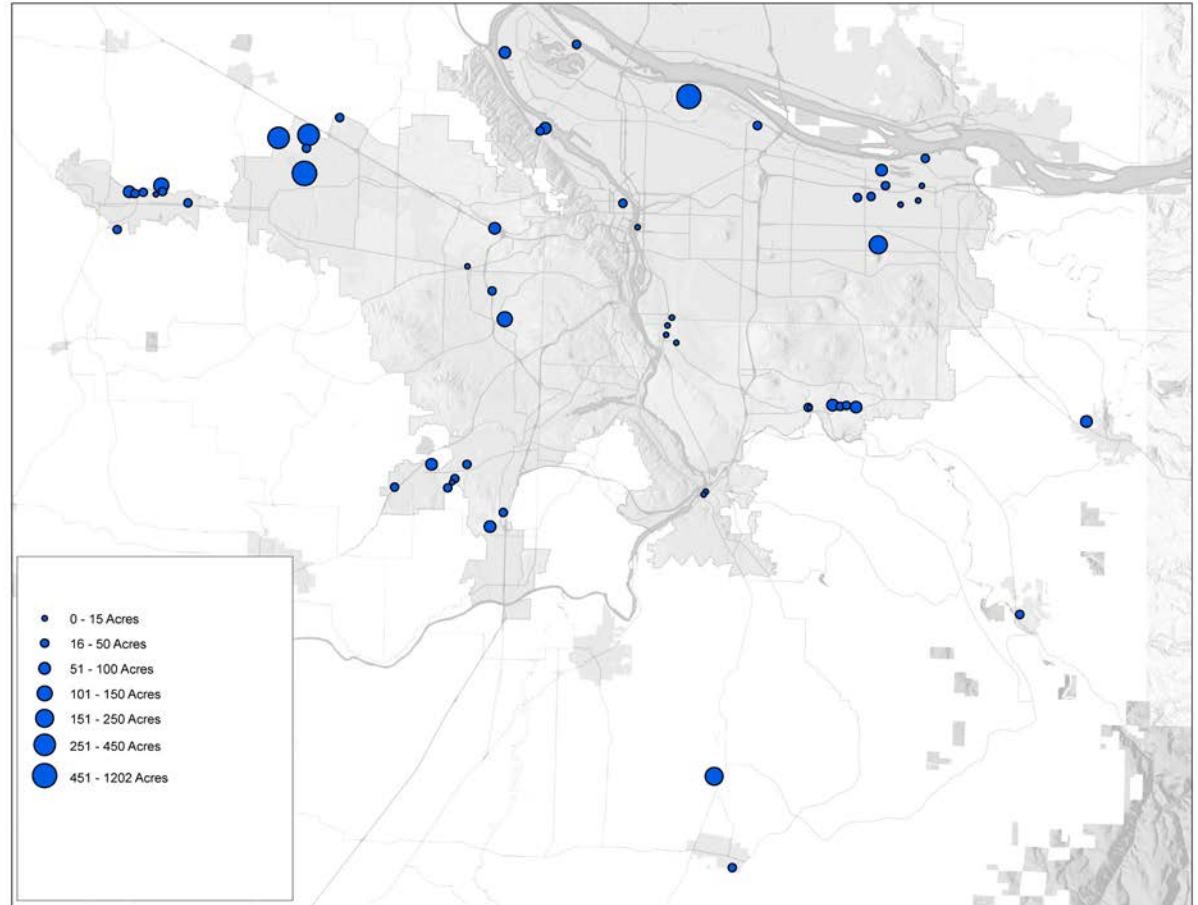 0 - 15 Acres
16 - 50 Acres
51 - 100 Acres
101 - 150 Acres
151 - 250 Acres
251 - 450 Acres
451 - 1202 Acres